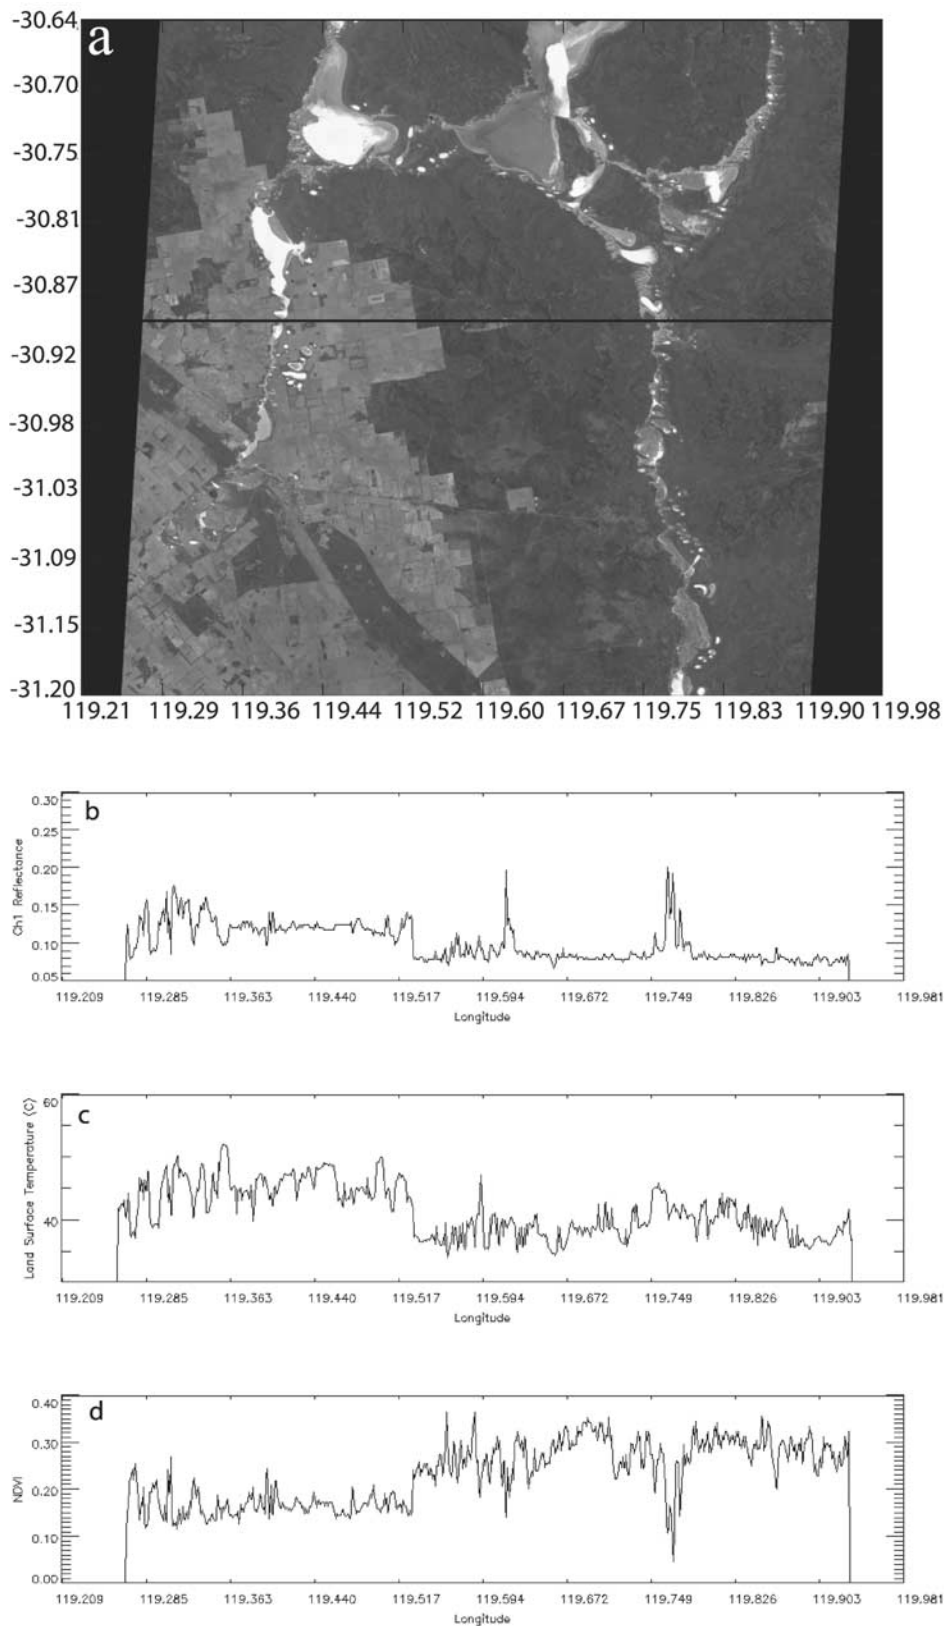 a
-30.64
-30.70
-30.75
-30.81
-30.87
-30.92
-30.98
-31.03
-31.09
-31.15
-31.20
119.21 119.29 119.36 119.44 119.52 119.60 119.67 119.75 119.83 119.90 119.98
b
Ch1 Reflectance
0.30
0.25
0.20
0.15
0.10
0.05
119.209 119.285 119.363 119.440 119.517 119.594 119.672 119.749 119.826 119.903 119.981
Longitude
c
Land Surface Temperature (C)
60
40
119.209 119.285 119.363 119.440 119.517 119.594 119.672 119.749 119.826 119.903 119.981
Longitude
d
NDVI
0.40
0.30
0.20
0.10
0.00
119.209 119.285 119.363 119.440 119.517 119.594 119.672 119.749 119.826 119.903 119.981
Longitude